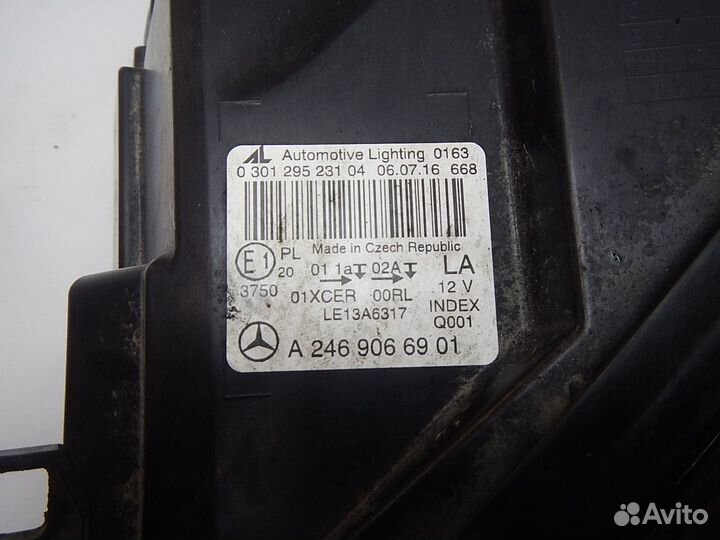 AL Automotive Lighting 0163
0 301 295 231 04 06.07.16 668
Made in Czech Republic
E1 PL 20 01 1a 02A LA
3750 01XCER 00RL 12 V
LE13A6317 INDEX
Q001
A 246 906 69 01
Avito